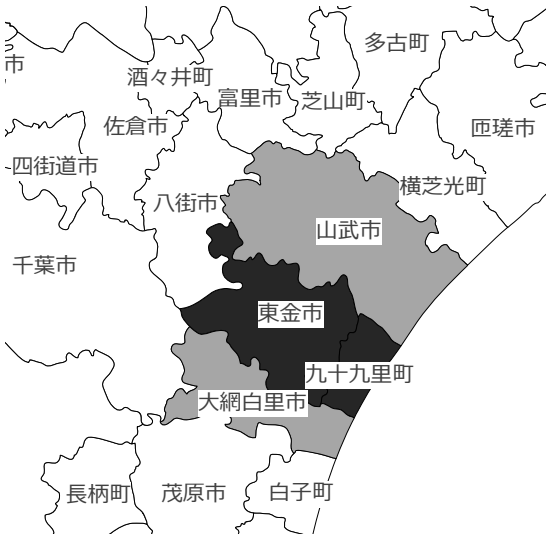 多古町
市
酒々井町
富里市
芝山町
佐倉市
匝瑳市
四街道市
横芝光町
八街市
山武市
千葉市
東金市
九十九里町
大網白里市
長柄町
茂原市
白子町